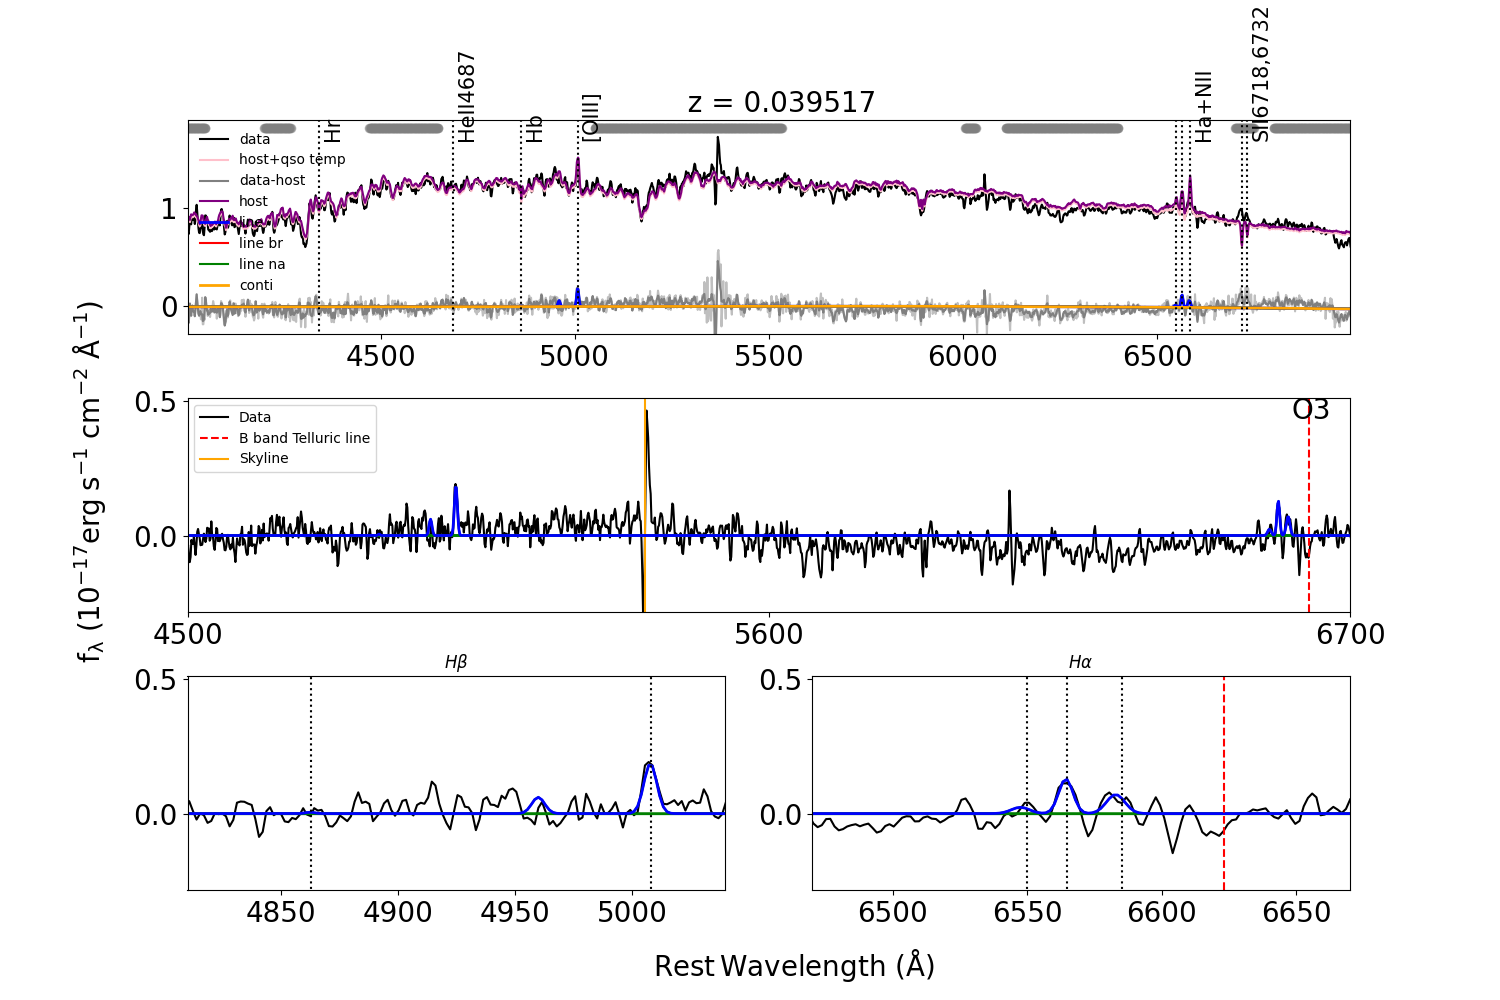 z = 0.039517
Hr
HeII4687
Hb
[OIII]
Ha+NII
SII6718,6732
data
host+qso temp
data-host
host
line
line br
line na
conti
1
0
4500
5000
5500
6000
6500
fλ (10⁻¹⁷erg s⁻¹ cm⁻² Å⁻¹)
0.5
0.0
Data
B band Telluric line
Skyline
O3
4500
5600
6700
Hβ
0.5
0.0
4850
4900
4950
5000
Hα
0.5
0.0
6500
6550
6600
6650
Rest Wavelength (Å)